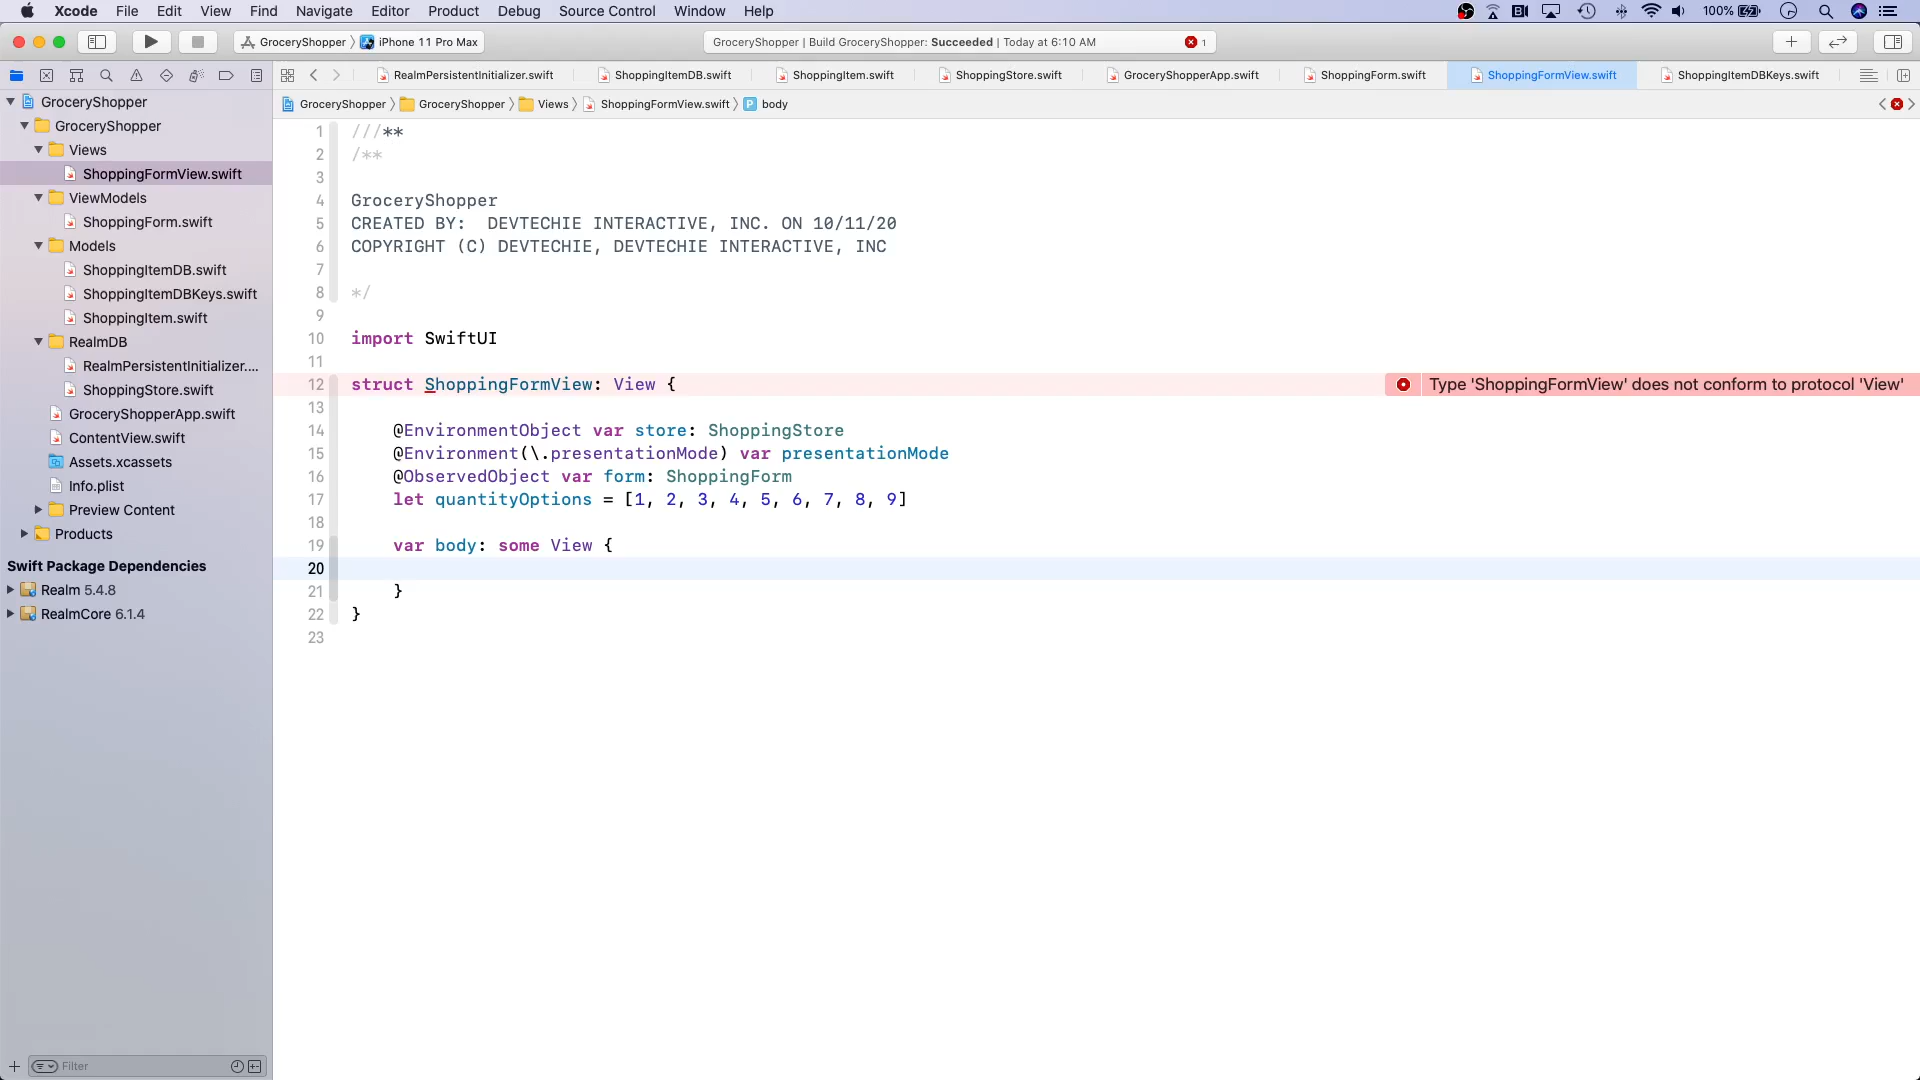 Xcode File Edit View Find Navigate Editor Product Debug Source Control Window Help 100%
GroceryShopper iPhone 11 Pro Max GroceryShopper | Build GroceryShopper: Succeeded | Today at 6:10 AM 1
RealmPersistentInitializer.swift ShoppingItemDB.swift ShoppingItem.swift ShoppingStore.swift GroceryShopperApp.swift ShoppingForm.swift ShoppingFormView.swift ShoppingItemDBKeys.swift
GroceryShopper GroceryShopper Views ShoppingFormView.swift P body
GroceryShopper
GroceryShopper
Views
ShoppingFormView.swift
ViewModels
ShoppingForm.swift
Models
ShoppingItemDB.swift
ShoppingItemDBKeys.swift
ShoppingItem.swift
RealmDB
RealmPersistentInitializer....
ShoppingStore.swift
GroceryShopperApp.swift
ContentView.swift
Assets.xcassets
Info.plist
Preview Content
Products
Swift Package Dependencies
Realm 5.4.8
RealmCore 6.1.4
Filter
1 ///**
2 /**
3
4 GroceryShopper
5 CREATED BY:  DEVTECHIE INTERACTIVE, INC. ON 10/11/20
6 COPYRIGHT (C) DEVTECHIE, DEVTECHIE INTERACTIVE, INC
7
8 */
9
10 import SwiftUI
11
12 struct ShoppingFormView: View { Type 'ShoppingFormView' does not conform to protocol 'View'
13
14     @EnvironmentObject var store: ShoppingStore
15     @Environment(\.presentationMode) var presentationMode
16     @ObservedObject var form: ShoppingForm
17     let quantityOptions = [1, 2, 3, 4, 5, 6, 7, 8, 9]
18
19     var body: some View {
20
21     }
22 }
23